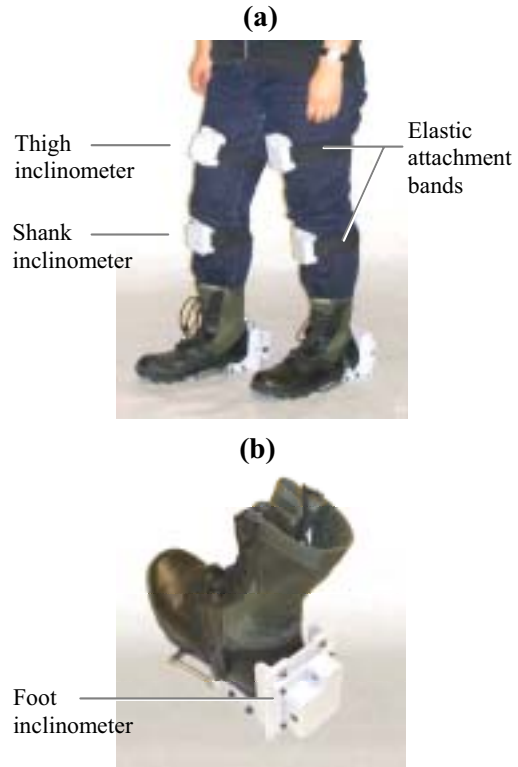 (a)
Thigh
inclinometer
Elastic
attachment
bands
Shank
inclinometer
(b)
Foot
inclinometer